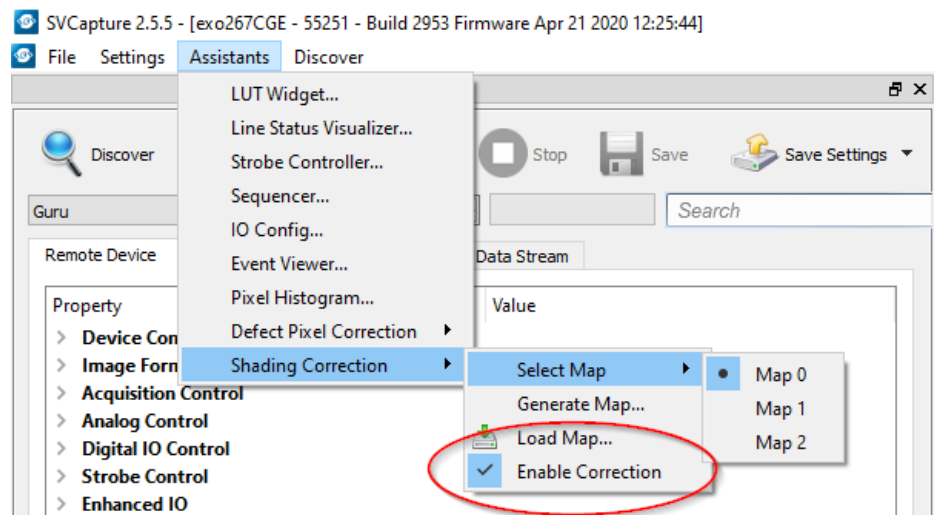 SVCapture 2.5.5 - [exo267CGE - 55251 - Build 2953 Firmware Apr 21 2020 12:25:44]
File Settings Assistants Discover
LUT Widget...
Line Status Visualizer...
Strobe Controller...
Sequencer...
IO Config...
Event Viewer...
Pixel Histogram...
Defect Pixel Correction
Shading Correction
Select Map
Generate Map...
Load Map...
Enable Correction
Map 0
Map 1
Map 2
Discover Stop Save Save Settings
Guru Search
Remote Device Data Stream
Property Value
Device Con
Image Forn
Acquisition Control
Analog Control
Digital IO Control
Strobe Control
Enhanced IO